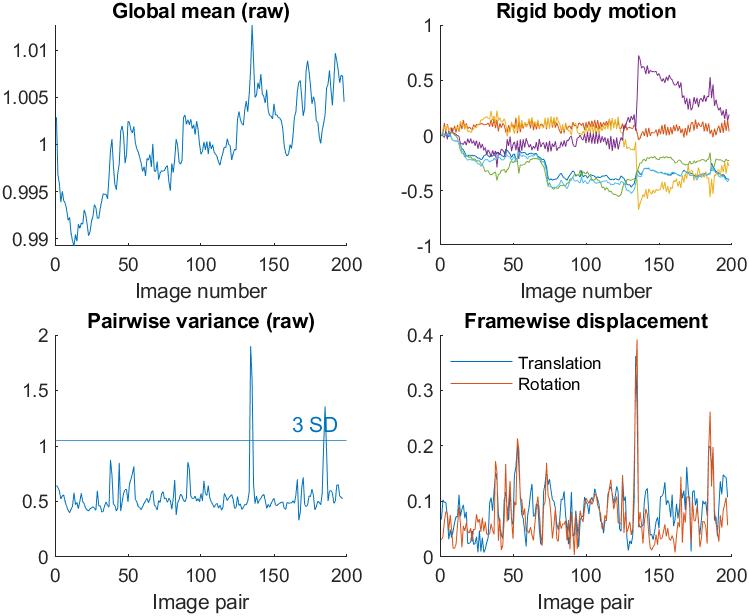 Global mean (raw)
1.01
1.005
1
0.995
0.99
0 50 100 150 200
Image number
Rigid body motion
1
0.5
0
-0.5
-1
0 50 100 150 200
Image number
Pairwise variance (raw)
2
1.5
3 SD
1
0.5
0
0 50 100 150 200
Image pair
Framewise displacement
0.4
Translation
0.3
Rotation
0.2
0.1
0
0 50 100 150 200
Image pair